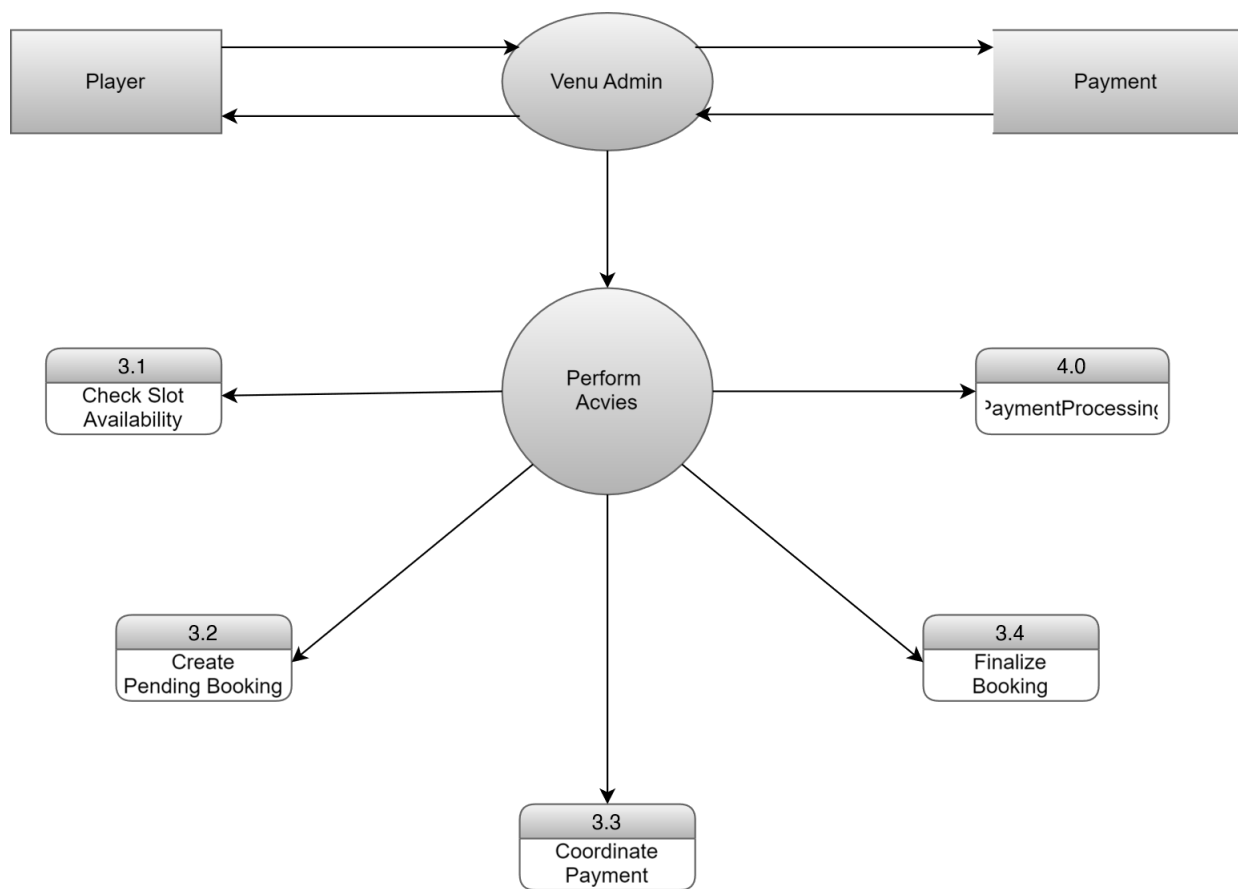 Player
Venu Admin
Payment
Perform
Acvies
3.1
Check Slot
Availability
4.0
PaymentProcessing
3.2
Create
Pending Booking
3.4
Finalize
Booking
3.3
Coordinate
Payment